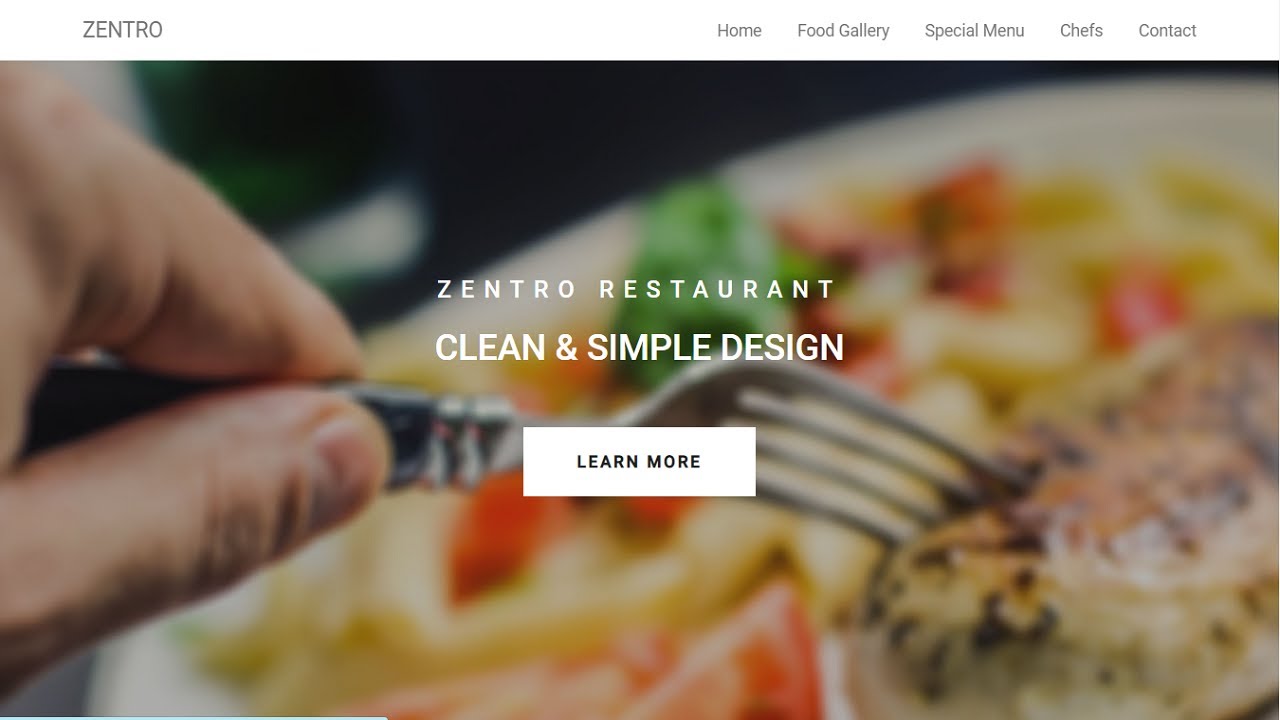 ZENTRO
Home Food Gallery Special Menu Chefs Contact
ZENTRO RESTAURANT
CLEAN & SIMPLE DESIGN
LEARN MORE